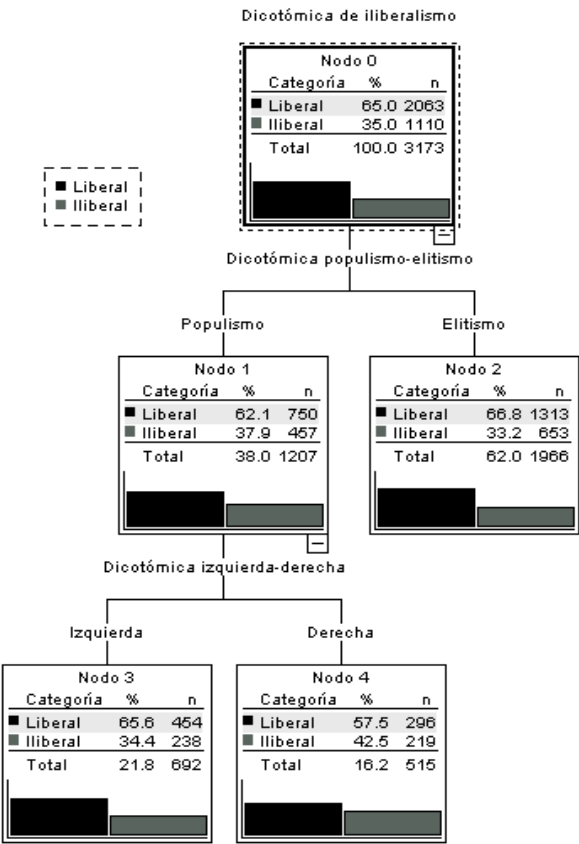 Dicotómica de iliberalismo
Nodo 0
Categoría % n
Liberal 65.0 2063
Iliberal 35.0 1110
Total 100.0 3173
Liberal
Iliberal
Dicotómica populismo-elitismo
Populismo Elitismo
Nodo 1
Categoría % n
Liberal 62.1 750
Iliberal 37.9 457
Total 38.0 1207
Nodo 2
Categoría % n
Liberal 66.8 1313
Iliberal 33.2 653
Total 62.0 1966
Dicotómica izquierda-derecha
Izquierda Derecha
Nodo 3
Categoría % n
Liberal 65.6 454
Iliberal 34.4 238
Total 21.8 692
Nodo 4
Categoría % n
Liberal 57.5 296
Iliberal 42.5 219
Total 16.2 515